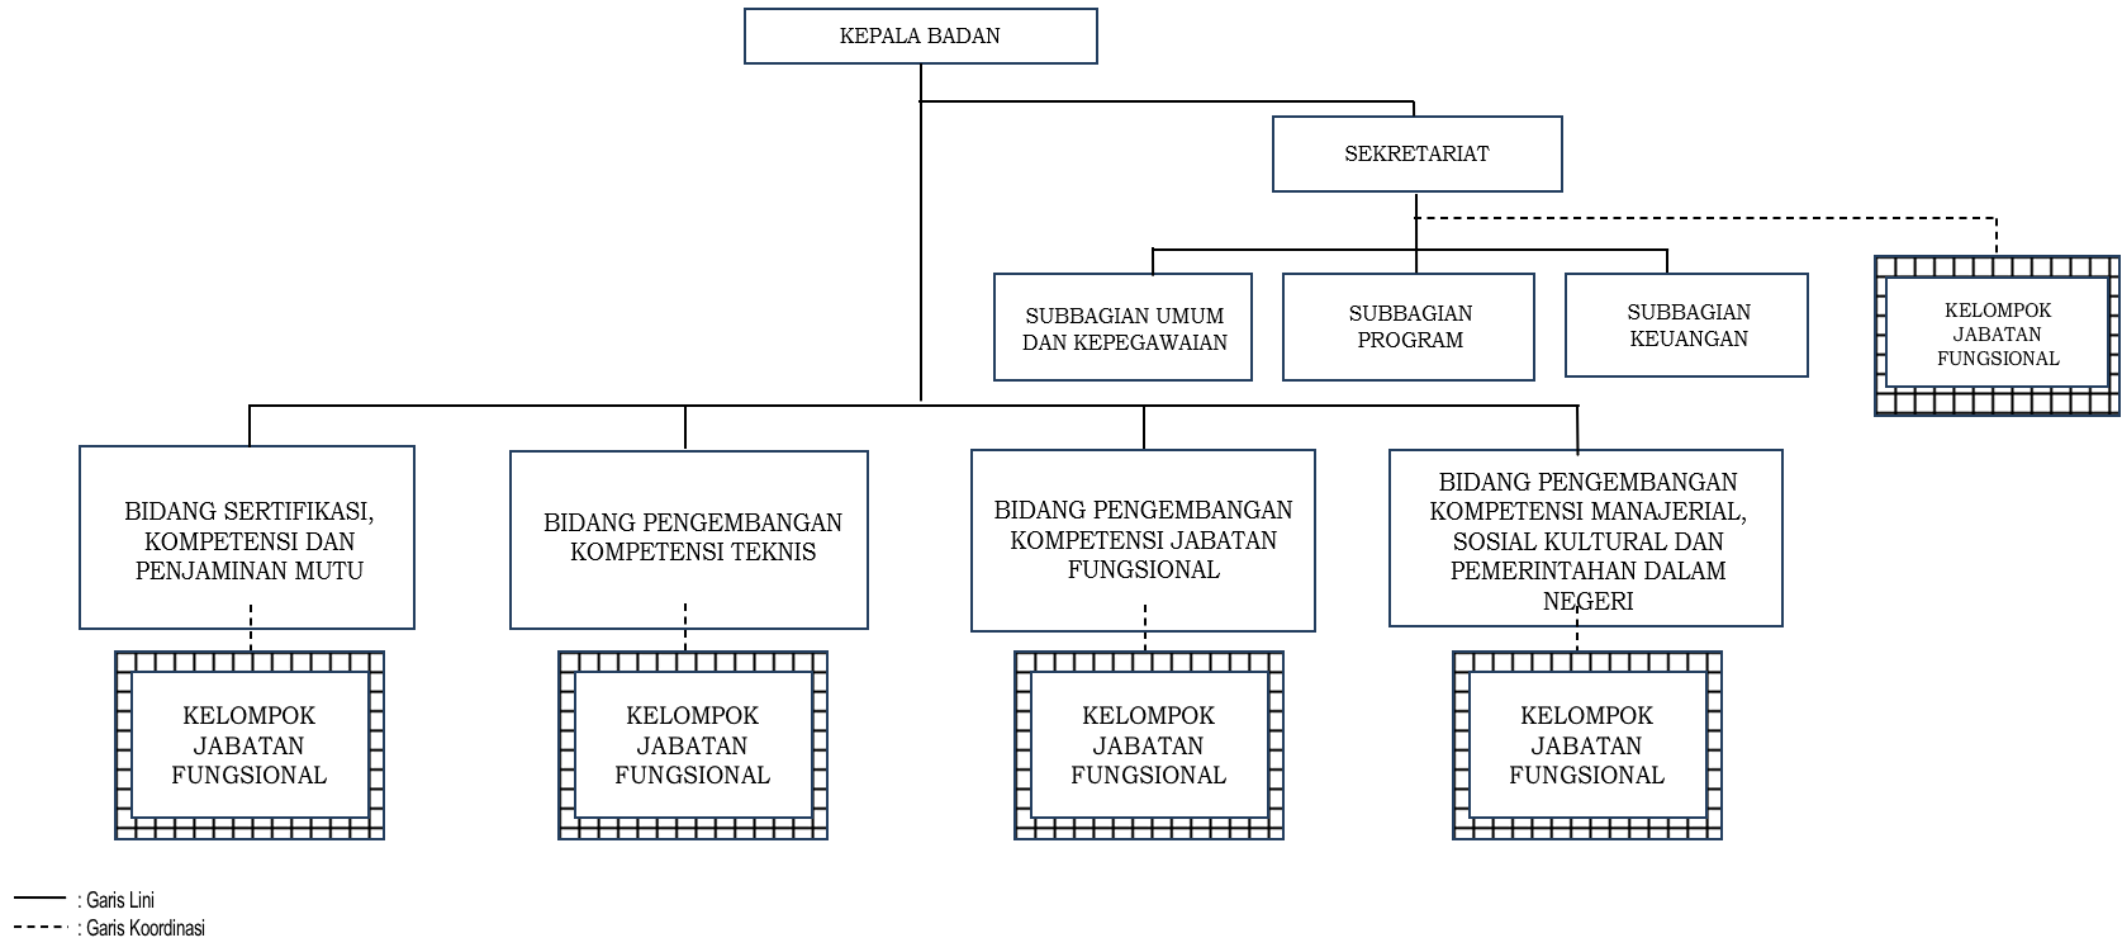 KEPALA BADAN
SEKRETARIAT
SUBBAGIAN UMUM
DAN KEPEGAWAIAN
SUBBAGIAN
PROGRAM
SUBBAGIAN
KEUANGAN
KELOMPOK
JABATAN
FUNGSIONAL
BIDANG SERTIFIKASI,
KOMPETENSI DAN
PENJAMINAN MUTU
BIDANG PENGEMBANGAN
KOMPETENSI TEKNIS
BIDANG PENGEMBANGAN
KOMPETENSI JABATAN
FUNGSIONAL
BIDANG PENGEMBANGAN
KOMPETENSI MANAJERIAL,
SOSIAL KULTURAL DAN
PEMERINTAHAN DALAM
NEGERI
KELOMPOK
JABATAN
FUNGSIONAL
KELOMPOK
JABATAN
FUNGSIONAL
KELOMPOK
JABATAN
FUNGSIONAL
KELOMPOK
JABATAN
FUNGSIONAL
: Garis Lini
: Garis Koordinasi